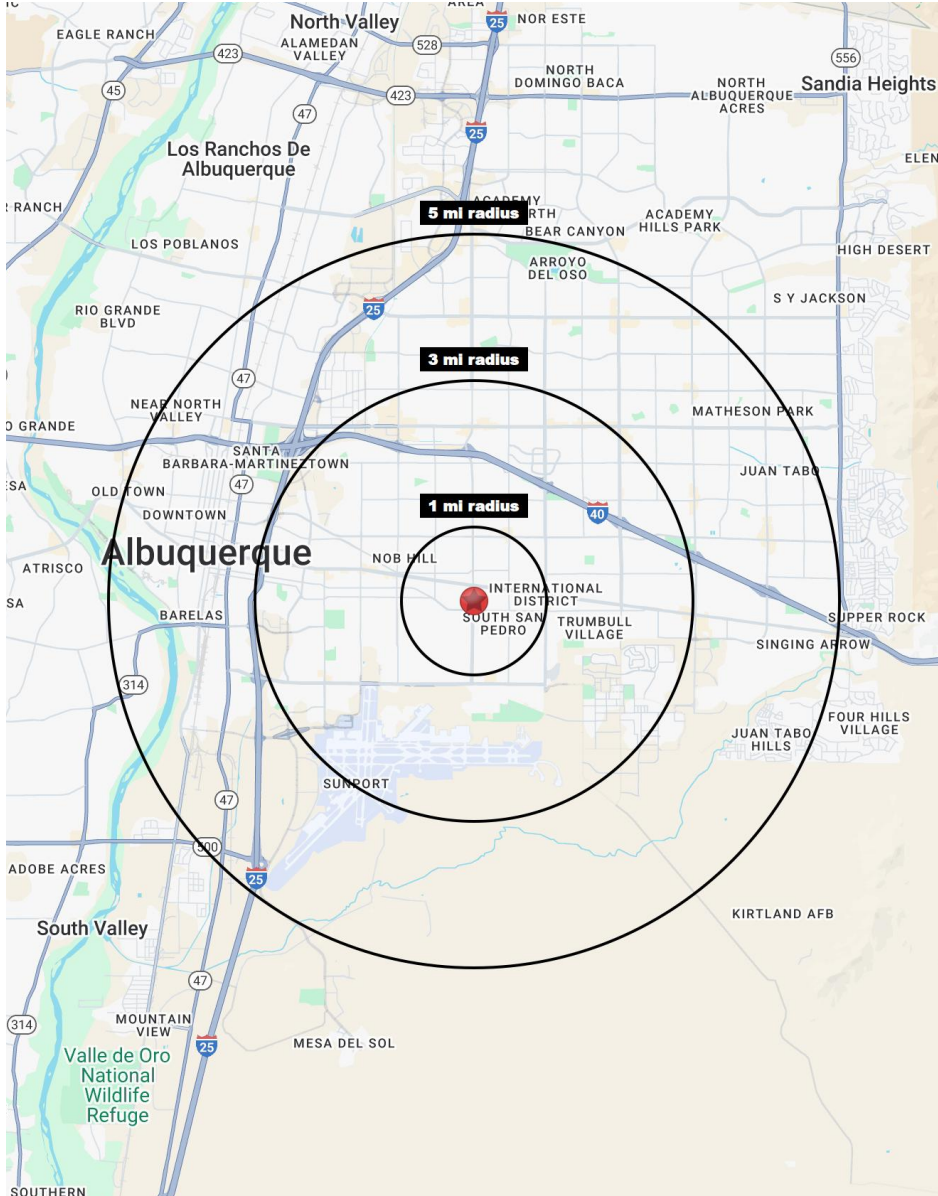 AREA
North Valley
25
NOR ESTE
EAGLE RANCH
423
ALAMEDAN
VALLEY
528
556
45
NORTH
DOMINGO BACA
NORTH
ALBUQUERQUE
ACRES
Sandia Heights
423
47
25
Los Ranchos De
Albuquerque
ELEN
RANCH
ACADEMY
RTH
5 mi radius
ACADEMY
HILLS PARK
BEAR CANYON
LOS POBLANOS
HIGH DESERT
ARROYO
DEL OSO
S Y JACKSON
RIO GRANDE
BLVD
25
3 mi radius
47
NEAR NORTH
VALLEY
MATHESON PARK
O GRANDE
SANTA
BARBARA-MARTINEZTOWN
JUAN TABO
47
ESA
OLD TOWN
1 mi radius
40
DOWNTOWN
Albuquerque
NOB HILL
ATRISCO
INTERNATIONAL
DISTRICT
SA
BARELAS
SOUTH SAN
PEDRO
TRUMBULL
VILLAGE
SUPPER ROCK
SINGING ARROW
314
FOUR HILLS
VILLAGE
JUAN TABO
HILLS
SUNPORT
47
500
ADOBE ACRES
25
KIRTLAND AFB
South Valley
47
314
MOUNTAIN
VIEW
25
MESA DEL SOL
Valle de Oro
National
Wildlife
Refuge
SOUTHERN